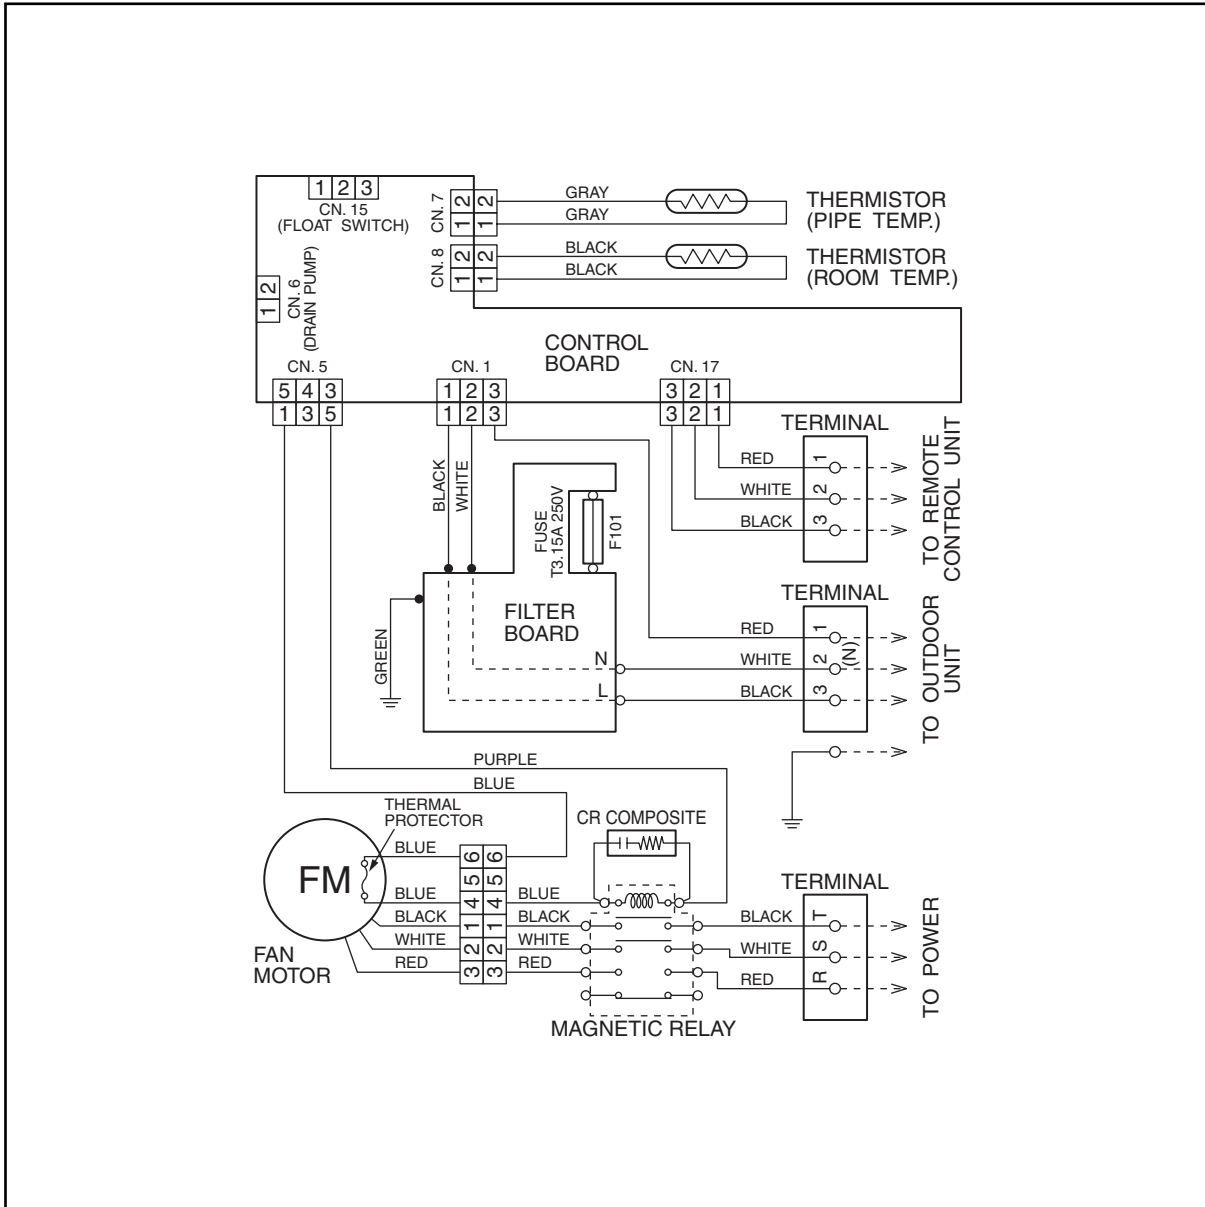 1 2 3
CN. 15
(FLOAT SWITCH)
CN. 7
2 2
1 1
GRAY
GRAY
THERMISTOR
(PIPE TEMP.)
CN. 8
2 2
1 1
BLACK
BLACK
THERMISTOR
(ROOM TEMP.)
1 2
CN. 6
(DRAIN PUMP)
CONTROL
BOARD
CN. 5
5 4 3
1 3 5
CN. 1
1 2 3
1 2 3
CN. 17
3 2 1
3 2 1
TERMINAL
RED
1
WHITE
2
BLACK
3
TO REMOTE
CONTROL UNIT
BLACK
WHITE
FUSE
T3.15A 250V
F101
FILTER
BOARD
GREEN
N
L
TERMINAL
RED
1
WHITE
2
(N)
BLACK
3
TO OUTDOOR
UNIT
PURPLE
BLUE
THERMAL
PROTECTOR
CR COMPOSITE
FM
FAN
MOTOR
BLUE
6 6
5 5
BLUE
4 4
BLUE
BLACK
1 1
BLACK
WHITE
2 2
WHITE
RED
3 3
RED
MAGNETIC RELAY
TERMINAL
BLACK
T
WHITE
S
RED
R
TO POWER